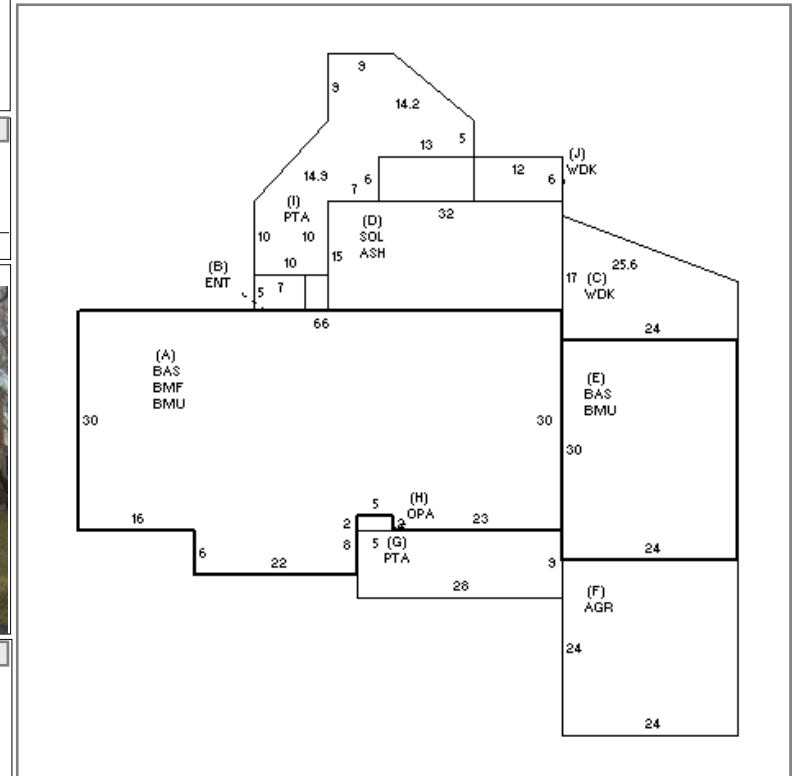 9
9
14.2
13
5
(J)
WDK
12
6
14.9
7
6
(I)
PTA
32
(D)
SOL
ASH
10
10
15
25.6
17
(C)
WDK
(B)
ENT
10
5
7
66
24
(A)
BAS
BMF
BMU
(E)
BAS
BMU
30
30
30
5
(H)
OPA
16
2
2
23
6
8
5
(G)
PTA
9
22
24
28
(F)
AGR
24
24